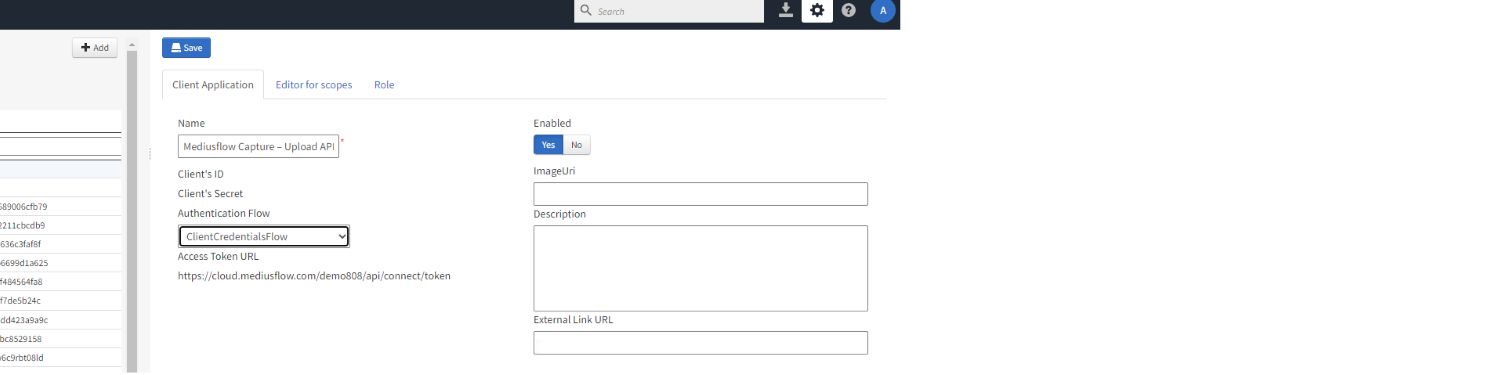 Search
A
Add
Save
Client Application
Editor for scopes
Role
Name
Mediusflow Capture – Upload API
*
Client's ID
Client's Secret
Authentication Flow
ClientCredentialsFlow
Access Token URL
https://cloud.mediusflow.com/demo808/api/connect/token
Enabled
Yes No
ImageUri
Description
External Link URL
589006cfb79
2211cbcdb9
636c3faf8f
6699d1a625
f484564fa8
f7de5b24c
dd423a9a9c
bc8529158
v6c9rbt08ld